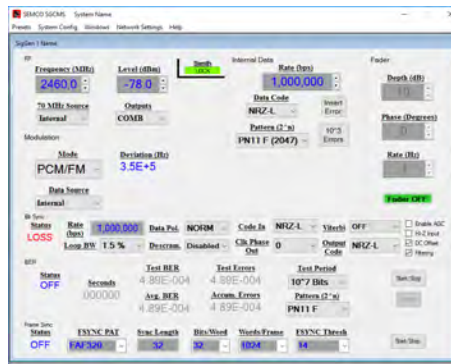 SEMCO SGCMS System Name
Presets System Config Windows Network Settings Help
SigGen 1 Name
RF
Frequency (MHz) Level (dBm)
2460.0 -78.0
Synth
LOCK
70 MHz Source Outputs
Internal COMB
Modulation
Mode Deviation (Hz)
PCM/FM 3.5E+5
Data Source
Internal
Internal Data
Rate (bps)
1,000,000
Data Code
NRZ-L
Insert
Error
Pattern (2^n)
PN11 F (2047)
10^3
Errors
Fader
Depth (dB)
10
Phase (Degrees)
0
Rate (Hz)
Fader OFF
Bit Sync
Status
LOSS
Rate
(bps)
1,000,000 Data Pol. NORM Code In NRZ-L Viterbi OFF
Loop BW 1.5 % Descram. Disabled Clk Phase
Out
0 Output
Code
NRZ-L
Enable AGC
Hi-Z Input
DC Offset
Filtering
BER
Status
OFF
Seconds
000000
Test BER Test Errors Test Period
4.89E-004 4.89E-004 10^7 Bits
Avg. BER Accum. Errors Pattern (2^n)
4.89E-004 4.89E-004 PN11 F
Start/Stop
Frame Sync
Status FSYNC PAT Sync Length Bits/Word Words/Frame FSYNC Thresh
OFF FAF320 32 32 1024 14
Start/Stop